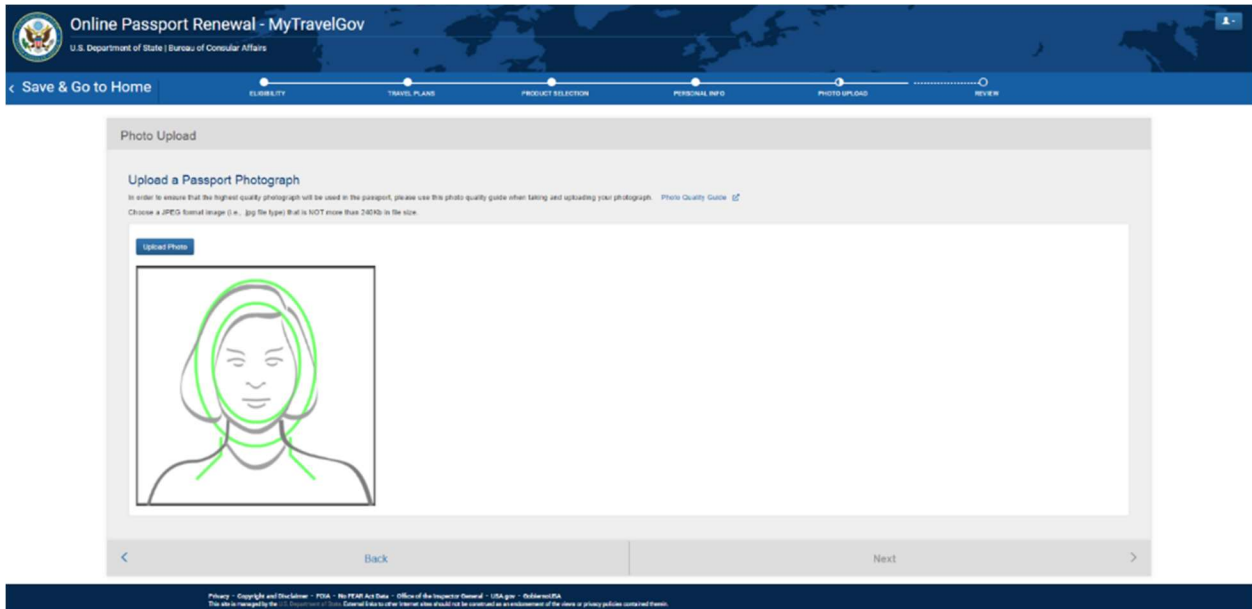 Online Passport Renewal - MyTravelGov
U.S. Department of State | Bureau of Consular Affairs
Save & Go to Home
ELIGIBILITY
TRAVEL PLANS
PRODUCT SELECTION
PERSONAL INFO
PHOTO UPLOAD
REVIEW
Photo Upload
Upload a Passport Photograph
In order to ensure that the highest quality photograph will be used in the passport, please use this photo quality guide when taking and uploading your photograph. Photo Quality Guide
Choose a JPEG format image (i.e., .jpg file type) that is NOT more than 240Kb in file size.
Upload Photo
Back
Next
Privacy - Copyright and Disclaimer - FOIA - No FEAR Act Data - Office of the Inspector General - USA.gov - GobiernoUSA
This site is managed by the U.S. Department of State. External links to other Internet sites should not be construed as an endorsement of the views or privacy policies contained therein.